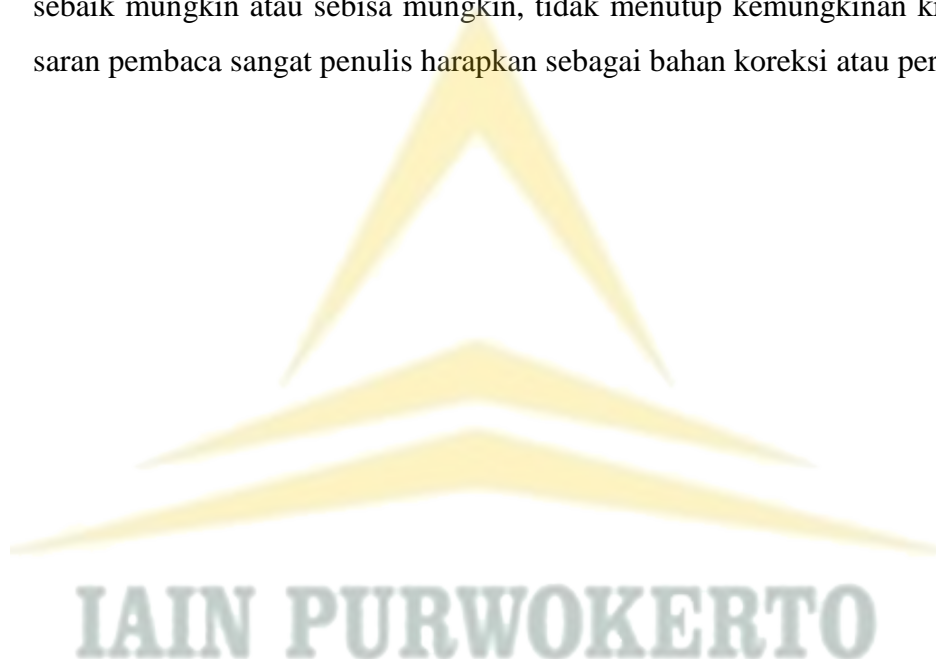 sebaik mungkin atau sebisa mungkin, tidak menutup kemungkinan
saran pembaca sangat penulis harapkan sebagai bahan koreksi atau
IAIN PURWOKERTO